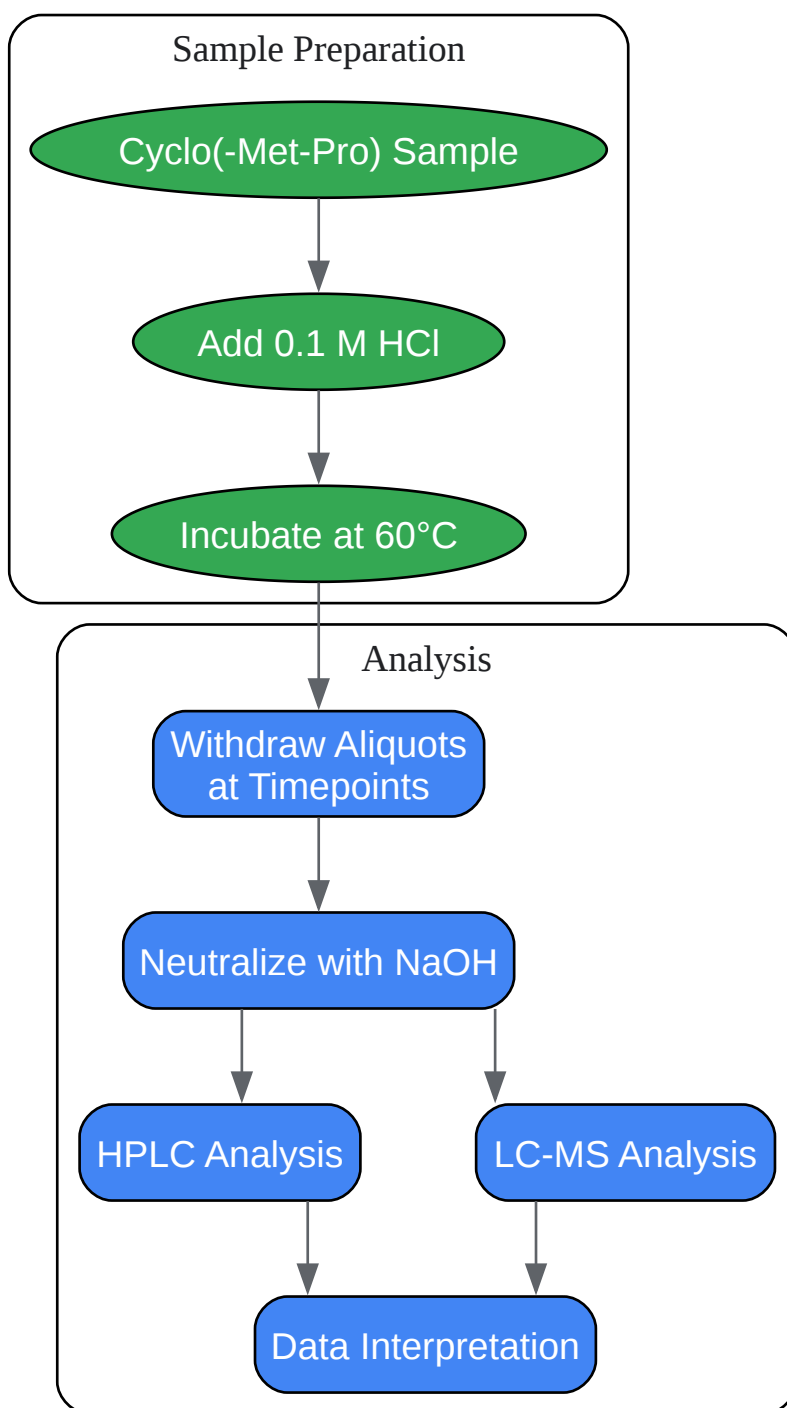 Sample Preparation
Cyclo(-Met-Pro) Sample
Add 0.1 M HCl
Incubate at 60°C
Analysis
Withdraw Aliquots
at Timepoints
Neutralize with NaOH
HPLC Analysis
LC-MS Analysis
Data Interpretation